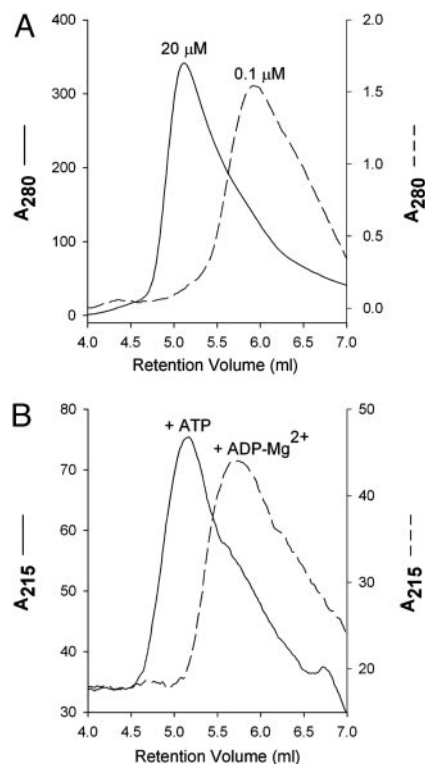 A
400
300
200
100
0
20 μM
0.1 μM
2.0
1.5
1.0
0.5
0.0
A280
A280
4.0 4.5 5.0 5.5 6.0 6.5 7.0
Retention Volume (ml)
B
80
70
60
50
40
30
+ ATP
+ ADP-Mg2+
50
40
30
20
A215
A215
4.0 4.5 5.0 5.5 6.0 6.5 7.0
Retention Volume (ml)